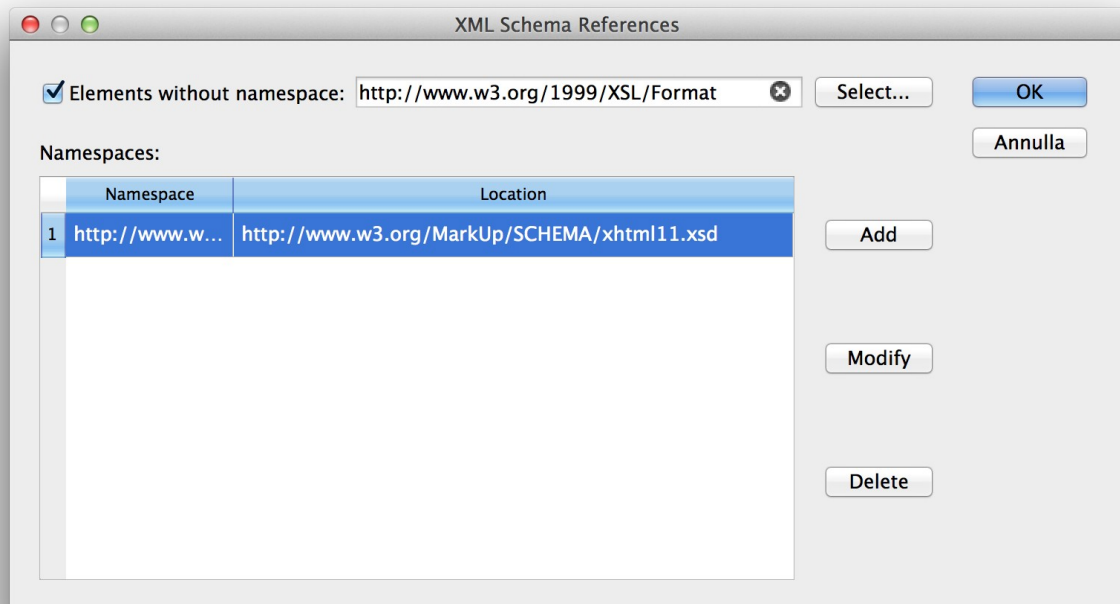 XML Schema References
Elements without namespace: http://www.w3.org/1999/XSL/Format Select... OK
Annulla
Namespaces:
Namespace Location
1 http://www.w... http://www.w3.org/MarkUp/SCHEMA/xhtml11.xsd
Add
Modify
Delete